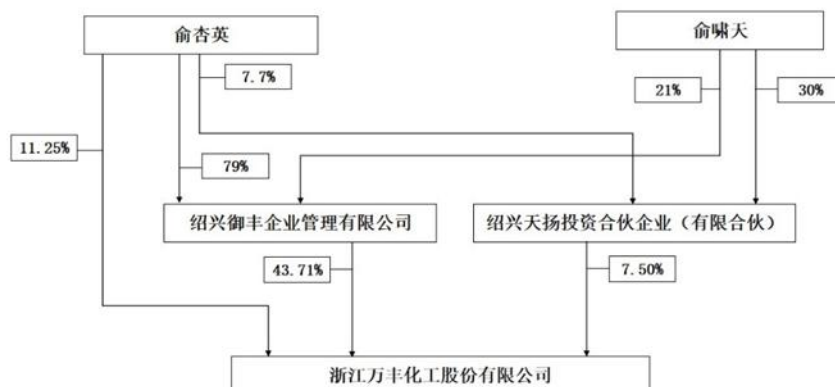 俞杏英
俞啸天
7.7%
21%
30%
11.25%
79%
绍兴御丰企业管理有限公司
绍兴天扬投资合伙企业（有限合伙）
43.71%
7.50%
浙江万丰化工股份有限公司